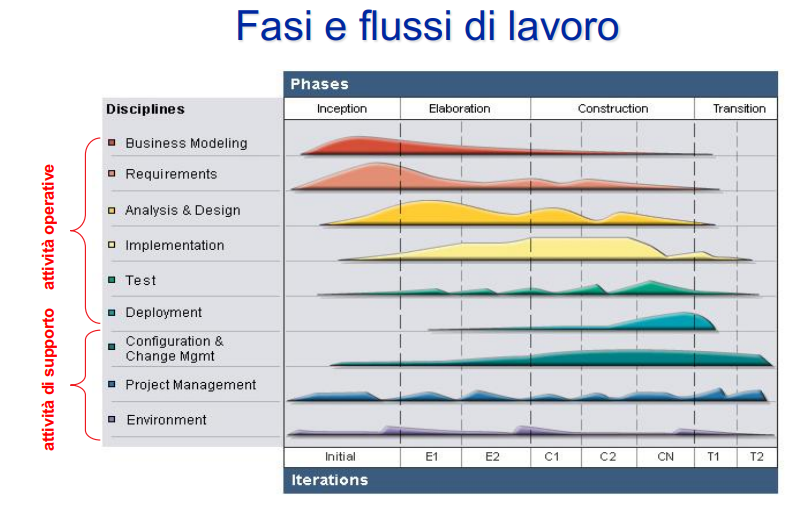 Fasi e flussi di lavoro
Phases
Disciplines
Inception Elaboration Construction Transition
attività operative
Business Modeling
Requirements
Analysis & Design
Implementation
Test
Deployment
attività di supporto
Configuration &
Change Mgmt
Project Management
Environment
Initial E1 E2 C1 C2 CN T1 T2
Iterations